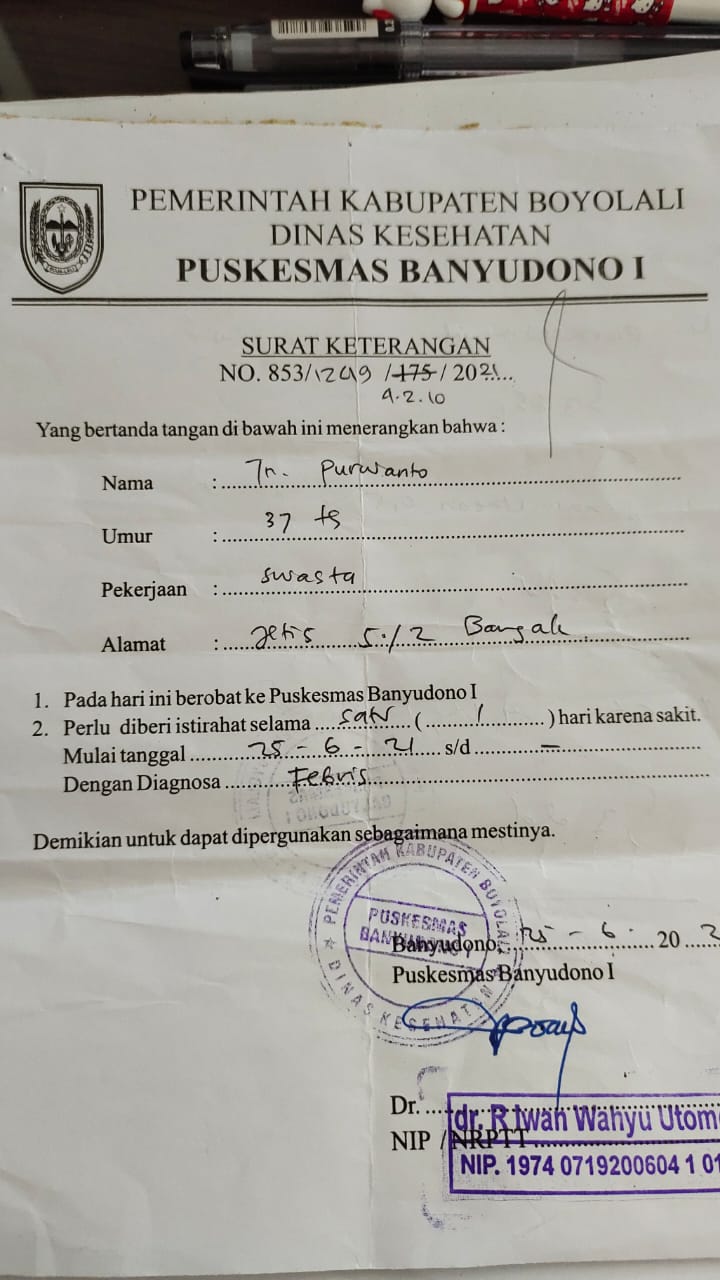 PEMERINTAH KABUPATEN BOYOLALI
DINAS KESEHATAN
PUSKESMAS BANYUDONO I
SURAT KETERANGAN
NO. 853/1249 /175/ 2021...
4.2.10
Yang bertanda tangan di bawah ini menerangkan bahwa :
Nama : Tn. Purwanto
Umur : 37 th
Pekerjaan : Swasta
Alamat : Jetis 5/2 Bangak
1. Pada hari ini berobat ke Puskesmas Banyudono I
2. Perlu diberi istirahat selama ....satu....(....1....) hari karena sakit.
Mulai tanggal ....25 - 6 - 21.... s/d ....–....
Dengan Diagnosa ....Febris....
Demikian untuk dapat dipergunakan sebagaimana mestinya.
PEMERINTAH KABUPATEN BOYOLALI
PUSKESMAS
BANYUDONO I
DINAS KESEHATAN
Banyudono, 25 - 6 - 20 2
Puskesmas Banyudono I
Dr. ....
dr. R Iwan Wahyu Utom
NIP / NRPTT
NIP. 1974 0719200604 1 01